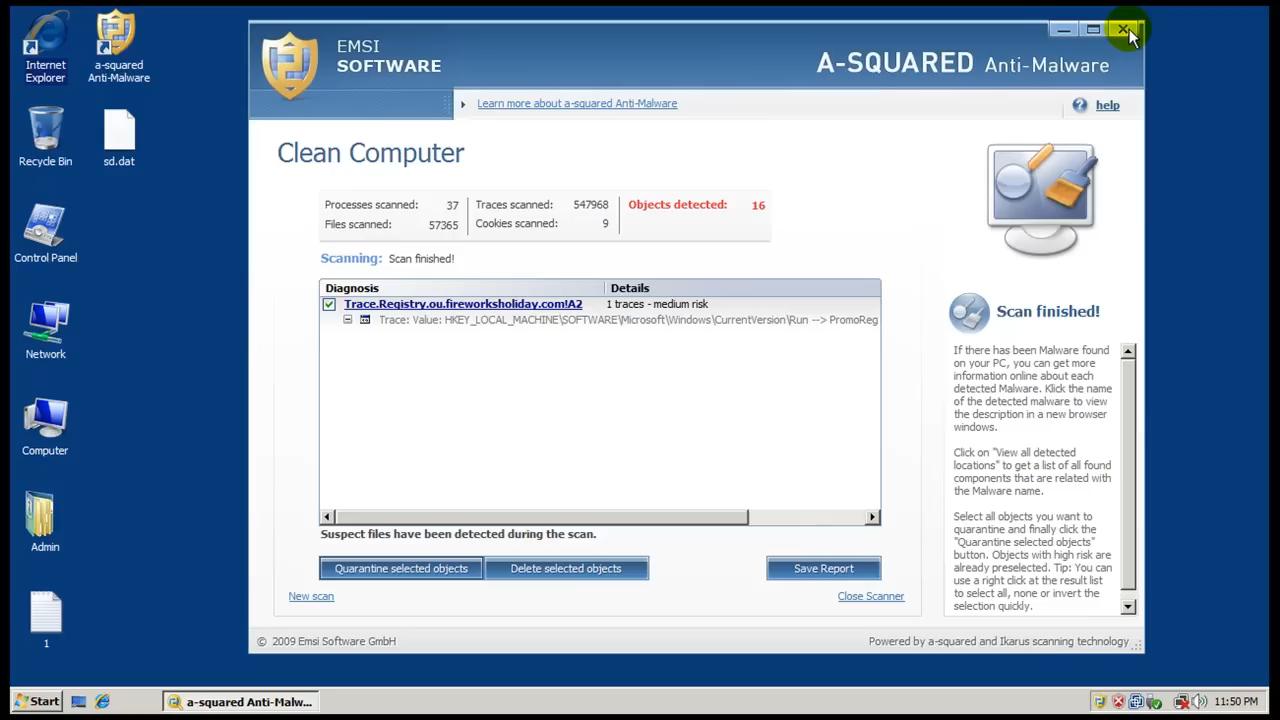 Internet Explorer
a-squared Anti-Malware
Recycle Bin
sd.dat
Control Panel
Network
Computer
Admin
1
EMSI
SOFTWARE
A-SQUARED Anti-Malware
Learn more about a-squared Anti-Malware
help
Clean Computer
Processes scanned: 37
Traces scanned: 547968
Objects detected: 16
Files scanned: 57365
Cookies scanned: 9
Scanning: Scan finished!
Diagnosis Details
Trace.Registry.ou.fireworksholiday.com!A2 1 traces - medium risk
Trace: Value: HKEY_LOCAL_MACHINE\SOFTWARE\Microsoft\Windows\CurrentVersion\Run --> PromoReg
Suspect files have been detected during the scan.
Quarantine selected objects
Delete selected objects
Save Report
New scan
Close Scanner
Scan finished!
If there has been Malware found
on your PC, you can get more
information online about each
detected Malware. Klick the name
of the detected malware to view
the description in a new browser
windows.
Click on "View all detected
locations" to get a list of all found
components that are related with
the Malware name.
Select all objects you want to
quarantine and finally click the
"Quarantine selected objects"
button. Objects with high risk are
already preselected. Tip: You can
use a right click at the result list
to select all, none or invert the
selection quickly.
© 2009 Emsi Software GmbH
Powered by a-squared and Ikarus scanning technology
Start
a-squared Anti-Malw...
11:50 PM